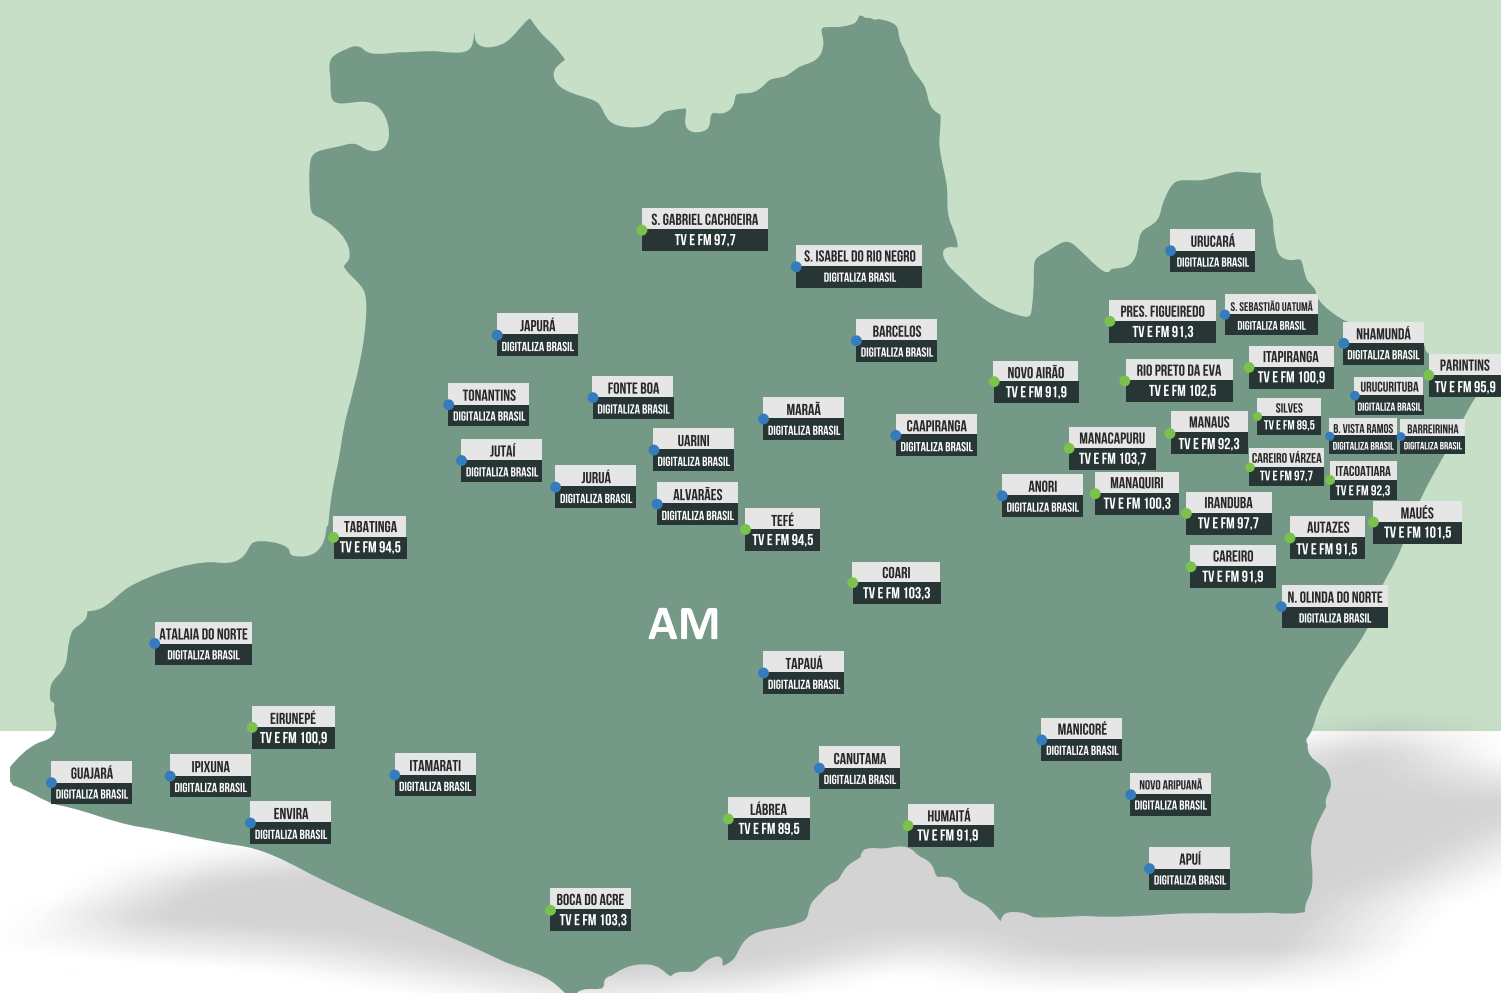 S. GABRIEL CACHOEIRA
TV E FM 97,7
S. ISABEL DO RIO NEGRO
DIGITALIZA BRASIL
URUCARÁ
DIGITALIZA BRASIL
JAPURÁ
DIGITALIZA BRASIL
BARCELOS
DIGITALIZA BRASIL
PRES. FIGUEIREDO
TV E FM 91,3
S. SEBASTIÃO UATUMÃ
DIGITALIZA BRASIL
NHAMUNDÁ
DIGITALIZA BRASIL
PARINTINS
TV E FM 95,9
ITAPIRANGA
TV E FM 100,9
NOVO AIRÃO
TV E FM 91,9
RIO PRETO DA EVA
TV E FM 102,5
URUCURITUBA
DIGITALIZA BRASIL
TONANTINS
DIGITALIZA BRASIL
FONTE BOA
DIGITALIZA BRASIL
MARAÃ
DIGITALIZA BRASIL
CAAPIRANGA
DIGITALIZA BRASIL
SILVES
TV E FM 89,5
MANAUS
TV E FM 92,3
B. VISTA RAMOS
DIGITALIZA BRASIL
BARREIRINHA
DIGITALIZA BRASIL
MANACAPURU
TV E FM 103,7
UARINI
DIGITALIZA BRASIL
JUTAÍ
DIGITALIZA BRASIL
CAREIRO VÁRZEA
TV E FM 97,7
ITACOATIARA
TV E FM 92,3
JURUÁ
DIGITALIZA BRASIL
ALVARÃES
DIGITALIZA BRASIL
ANORI
DIGITALIZA BRASIL
MANAQUIRI
TV E FM 100,3
IRANDUBA
TV E FM 97,7
MAUÉS
TV E FM 101,5
TABATINGA
TV E FM 94,5
TEFÉ
TV E FM 94,5
AUTAZES
TV E FM 91,5
CAREIRO
TV E FM 91,9
COARI
TV E FM 103,3
N. OLINDA DO NORTE
DIGITALIZA BRASIL
AM
ATALAIA DO NORTE
DIGITALIZA BRASIL
TAPAUÁ
DIGITALIZA BRASIL
EIRUNEPÉ
TV E FM 100,9
MANICORÉ
DIGITALIZA BRASIL
GUAJARÁ
DIGITALIZA BRASIL
IPIXUNA
DIGITALIZA BRASIL
ITAMARATI
DIGITALIZA BRASIL
CANUTAMA
DIGITALIZA BRASIL
NOVO ARIPUANÃ
DIGITALIZA BRASIL
ENVIRA
DIGITALIZA BRASIL
LÁBREA
TV E FM 89,5
HUMAITÁ
TV E FM 91,9
APUÍ
DIGITALIZA BRASIL
BOCA DO ACRE
TV E FM 103,3